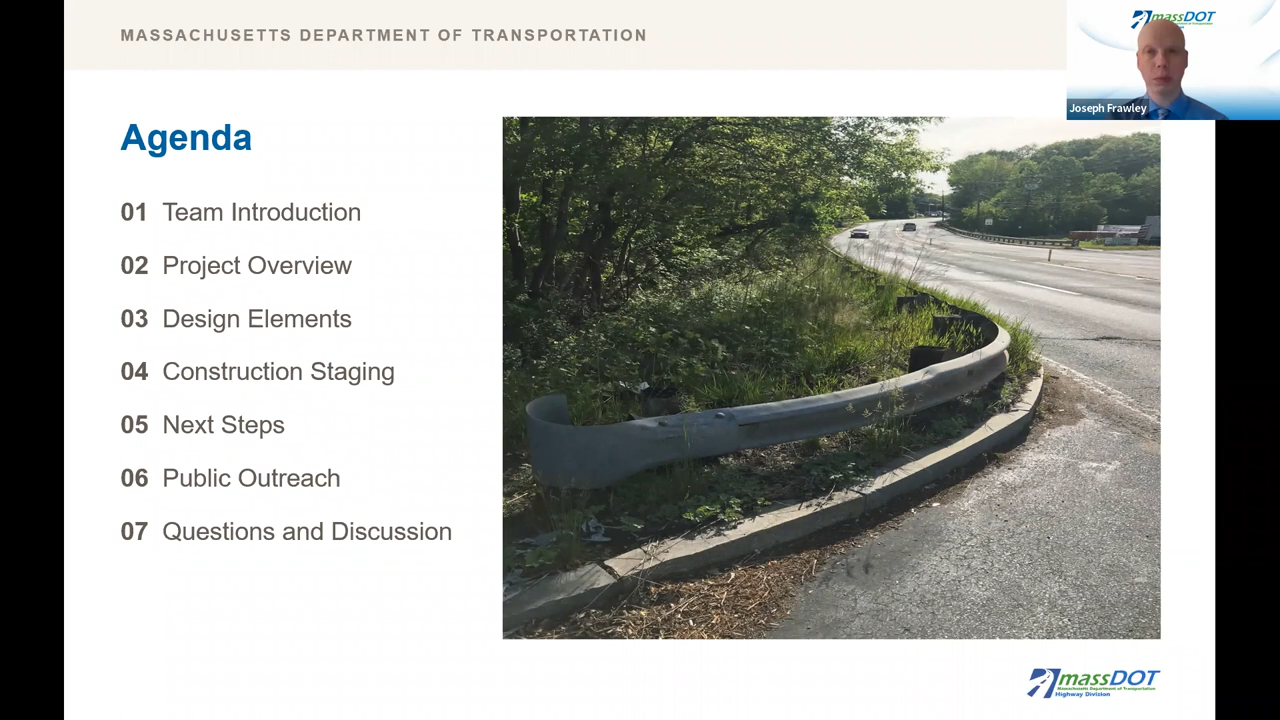 MASSACHUSETTS DEPARTMENT OF TRANSPORTATION
massDOT
Joseph Frawley
Agenda
01 Team Introduction
02 Project Overview
03 Design Elements
04 Construction Staging
05 Next Steps
06 Public Outreach
07 Questions and Discussion
massDOT
Massachusetts Department of Transportation
Highway Division